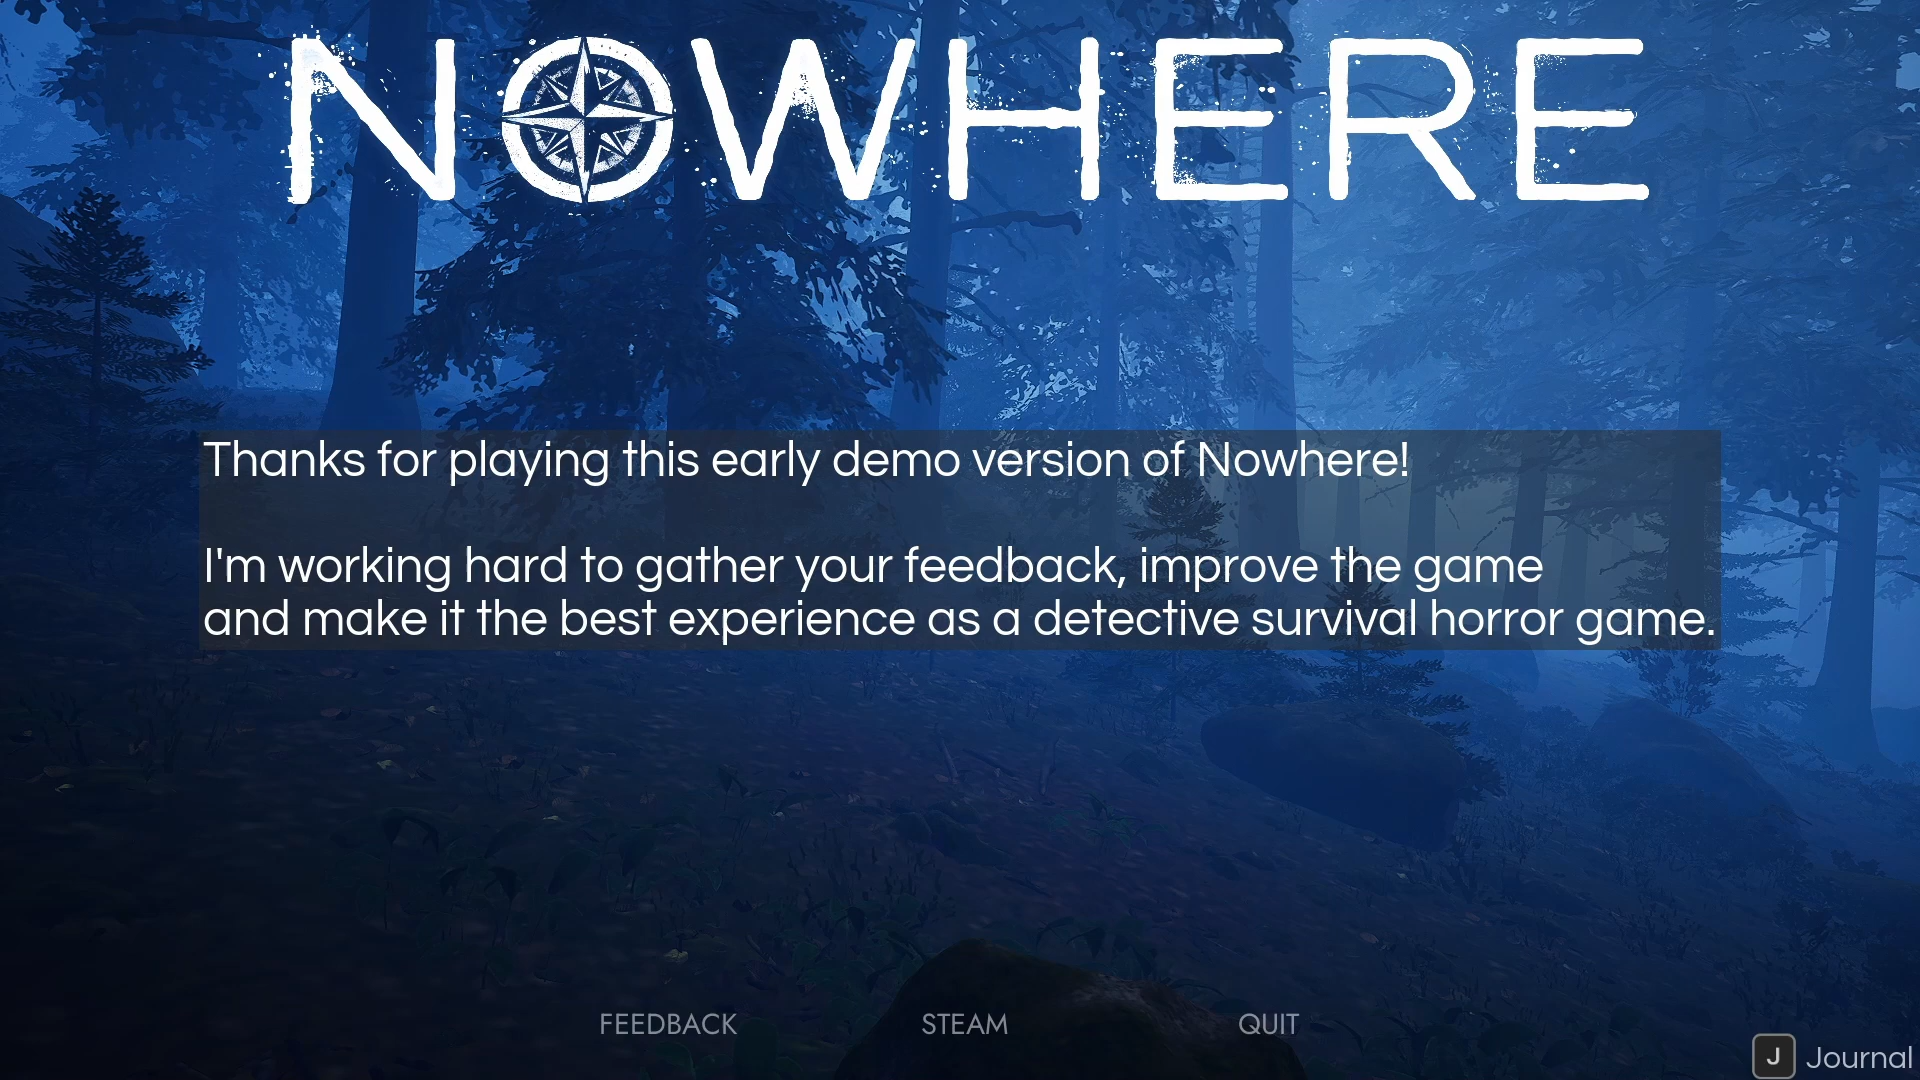 NOWHERE
Thanks for playing this early demo version of Nowhere!
I'm working hard to gather your feedback, improve the game
and make it the best experience as a detective survival horror game.
FEEDBACK STEAM QUIT
J Journal